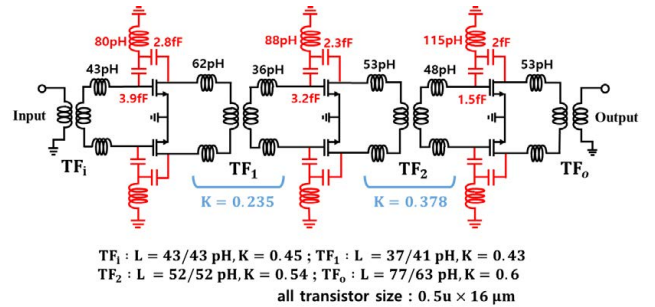 80pH 2.8fF 88pH 2.3fF 115pH 2fF
43pH 62pH 36pH 53pH 48pH 53pH
3.9fF 3.2fF 1.5fF
Input Output
TFi TF1 TF2 TFo
K = 0.235 K = 0.378
TFi : L = 43/43 pH, K = 0.45 ; TF1 : L = 37/41 pH, K = 0.43
TF2 : L = 52/52 pH, K = 0.54 ; TFo : L = 77/63 pH, K = 0.6
all transistor size : 0.5u × 16 μm